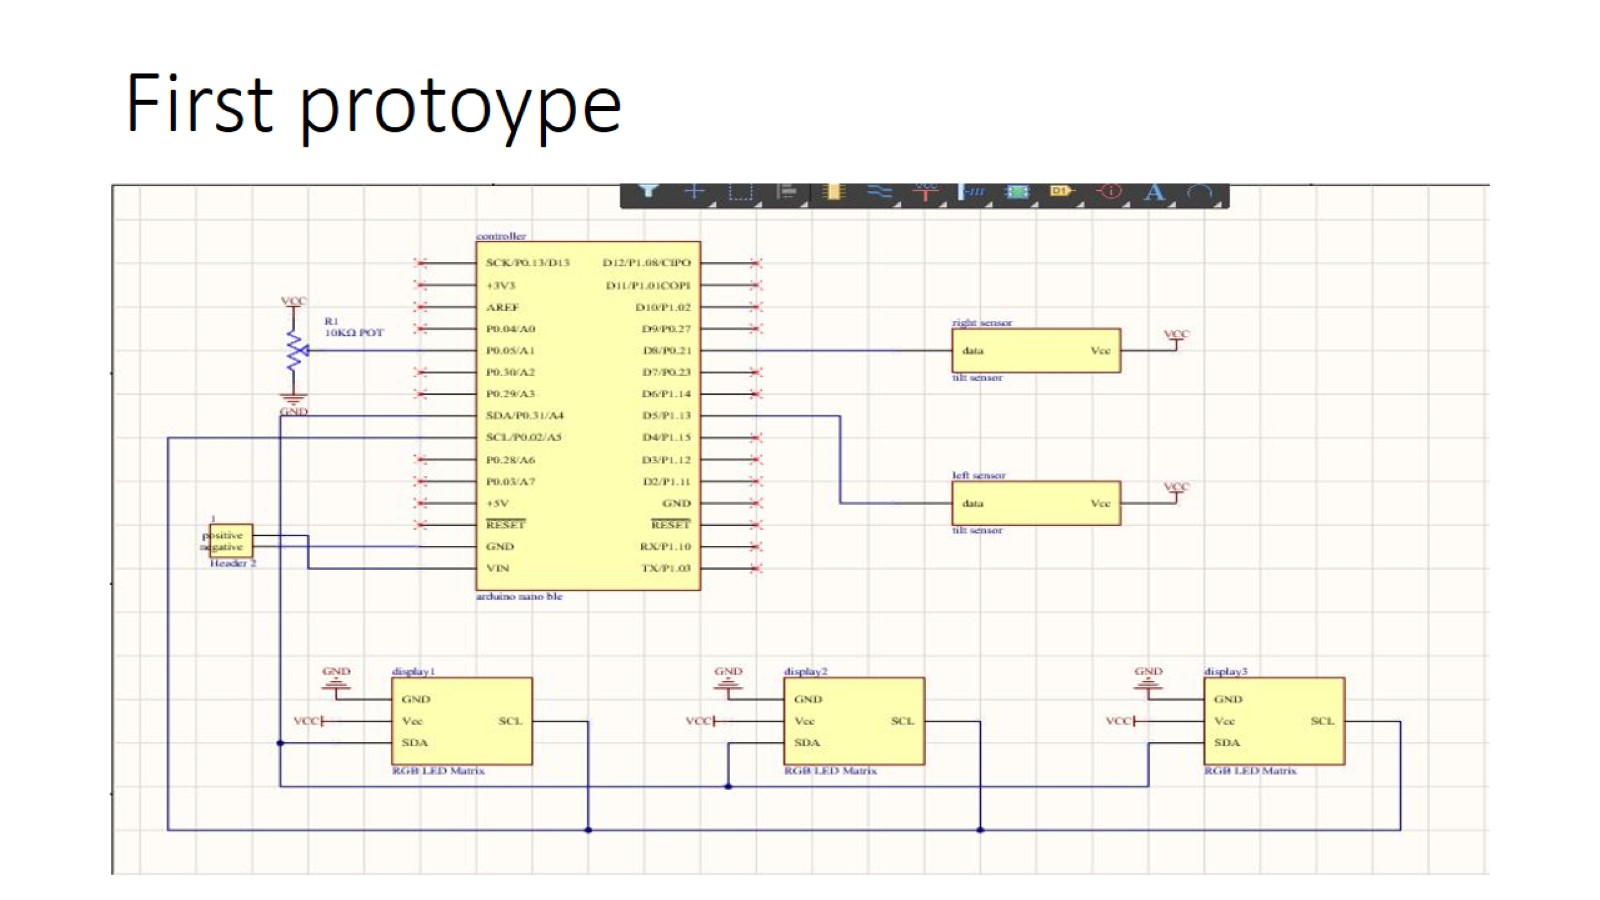 First protoype
VCC
D1
A
controller
SCK/P0.13/D13
D12/P1.08/CIPO
+3V3
D11/P1.01COPI
AREF
D10/P1.02
P0.04/A0
D9/P0.27
P0.05/A1
D8/P0.21
P0.30/A2
D7/P0.23
P0.29/A3
D6/P1.14
SDA/P0.31/A4
D5/P1.13
SCL/P0.02/A5
D4/P1.15
P0.28/A6
D3/P1.12
P0.03/A7
D2/P1.11
+5V
GND
RESET
RESET
GND
RX/P1.10
VIN
TX/P1.03
arduino nano ble
VCC
R1
10KΩ POT
GND
right sensor
data
Vcc
tilt sensor
VCC
left sensor
data
Vcc
tilt sensor
VCC
1
positive
negative
Header 2
GND
display1
GND
VCC
Vcc
SCL
SDA
RGB LED Matrix
GND
display2
GND
VCC
Vcc
SCL
SDA
RGB LED Matrix
GND
display3
GND
VCC
Vcc
SCL
SDA
RGB LED Matrix